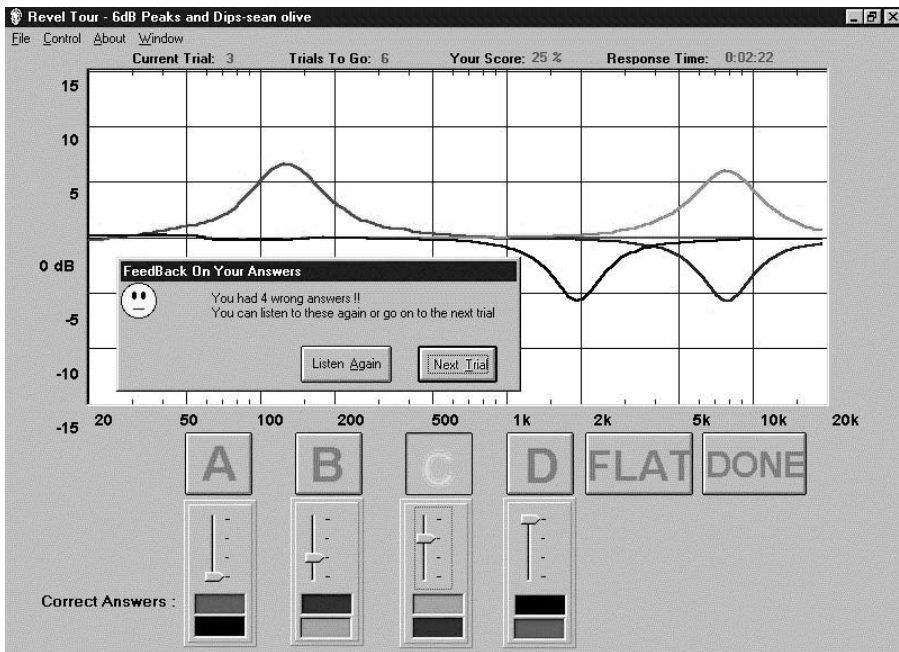 Revel Tour - 6dB Peaks and Dips-sean olive
File Control About Window
Current Trial: 3 Trials To Go: 6 Your Score: 25 % Response Time: 0:02:22
15
10
5
0 dB
-5
-10
-15
FeedBack On Your Answers
You had 4 wrong answers !!
You can listen to these again or go on to the next trial
Listen Again Next Trial
20 50 100 200 500 1k 2k 5k 10k 20k
A B C D FLAT DONE
Correct Answers :